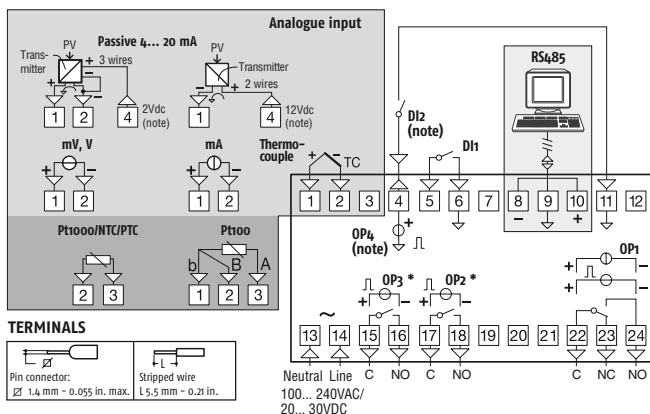 Analogue input
Passive 4... 20 mA
PV
Trans-
mitter
3 wires
+
-
+
-
1
2
4
2Vdc
(note)
PV
Transmitter
2 wires
+
-
1
2
4
12Vdc
(note)
mV, V
+
-
1
2
mA
+
-
1
2
Thermo-
couple
+
-
TC
Pt1000/NTC/PTC
2
3
Pt100
b
B
A
1
2
3
RS485
DI2
(note)
DI1
1
2
3
4
5
6
7
8
9
10
11
12
-
+
+
OP4
(note)
OP3 *
+
-
OP2 *
+
-
OP1
+
-
+
-
~
13
14
15
16
17
18
19
20
21
22
23
24
Neutral
Line
C
NO
C
NO
C
NC
NO
100... 240VAC/
20... 30VDC
TERMINALS
Pin connector:
Ø 1.4 mm - 0.055 in. max.
L
Stripped wire
L 5.5 mm - 0.21 in.